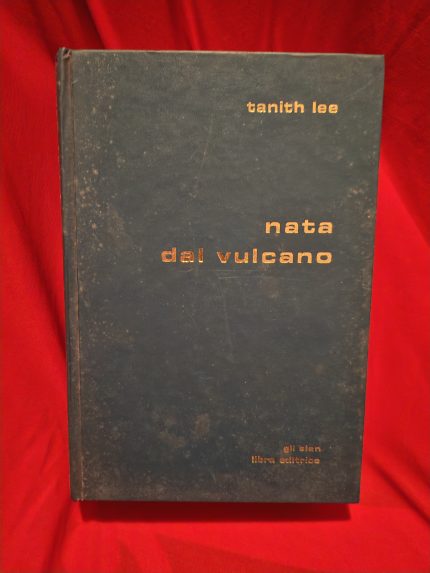 tanith lee
nata
dal vulcano
gli slan
libra editrice